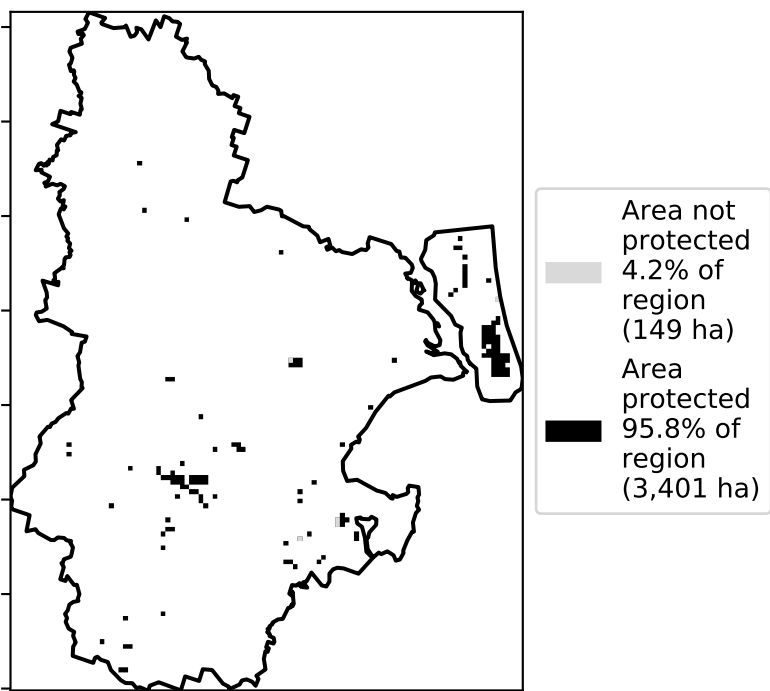 Area not
protected
4.2% of
region
(149 ha)
Area
protected
95.8% of
region
(3,401 ha)